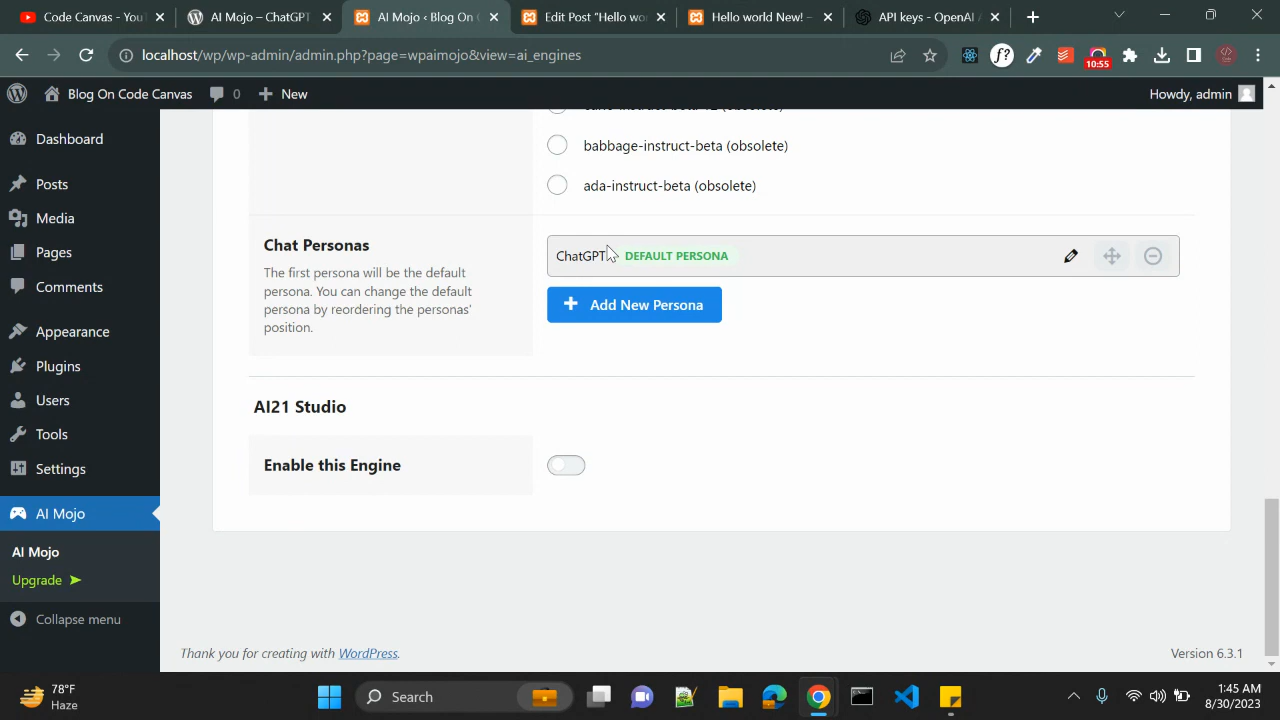 Code Canvas - YouT
AI Mojo – ChatGPT
AI Mojo ‹ Blog On C
Edit Post "Hello wo
Hello world New! –
API keys - OpenAI A
localhost/wp/wp-admin/admin.php?page=wpaimojo&view=ai_engines
f?
10:55
Blog On Code Canvas
0
New
Howdy, admin
Dashboard
Posts
Media
Pages
Comments
Appearance
Plugins
Users
Tools
Settings
AI Mojo
AI Mojo
Upgrade
Collapse menu
babbage-instruct-beta (obsolete)
ada-instruct-beta (obsolete)
Chat Personas
The first persona will be the default
persona. You can change the default
persona by reordering the personas'
position.
ChatGPT
DEFAULT PERSONA
Add New Persona
AI21 Studio
Enable this Engine
Thank you for creating with WordPress.
Version 6.3.1
78°F
Haze
Search
1:45 AM
8/30/2023